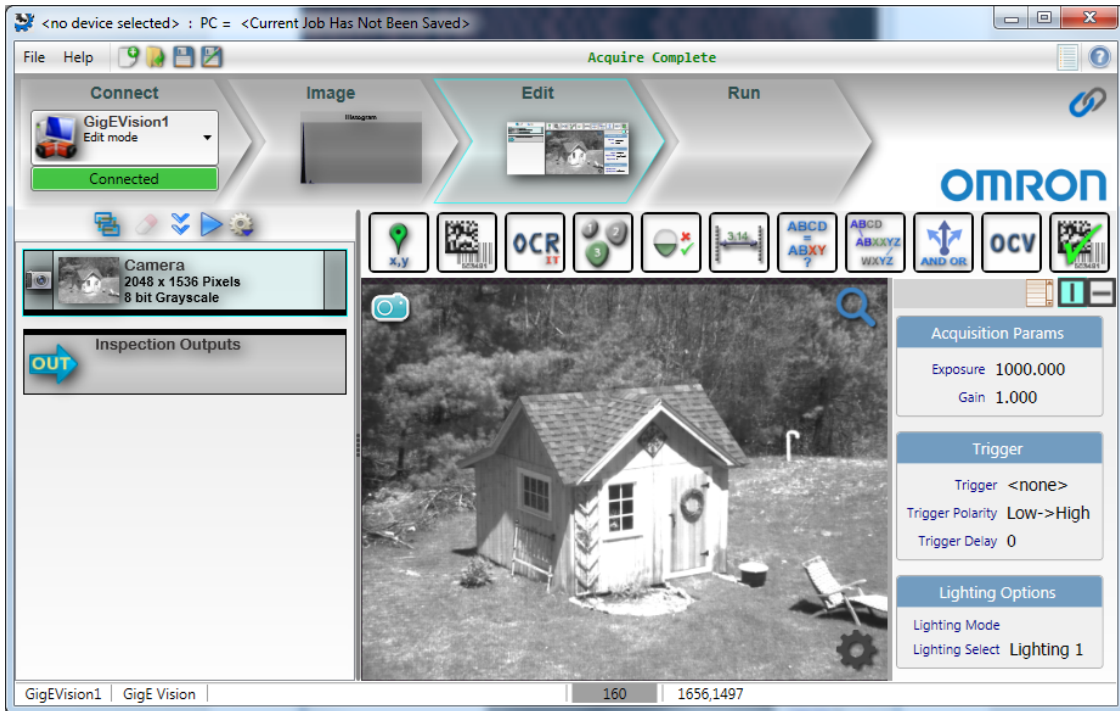 <no device selected> : PC = <Current Job Has Not Been Saved>
File Help
Acquire Complete
Connect
Image
Edit
Run
GigEVision1
Edit mode
Connected
Histogram
OMRON
x,y
OCR
IT
1 2
3
3.14
ABCD
=
ABXY
?
ABCD
ABXXYZ
WXYZ
AND OR
OCV
Camera
2048 x 1536 Pixels
8 bit Grayscale
OUT
Inspection Outputs
Acquisition Params
Exposure 1000.000
Gain 1.000
Trigger
Trigger <none>
Trigger Polarity Low->High
Trigger Delay 0
Lighting Options
Lighting Mode
Lighting Select Lighting 1
GigEVision1 GigE Vision 160 1656,1497